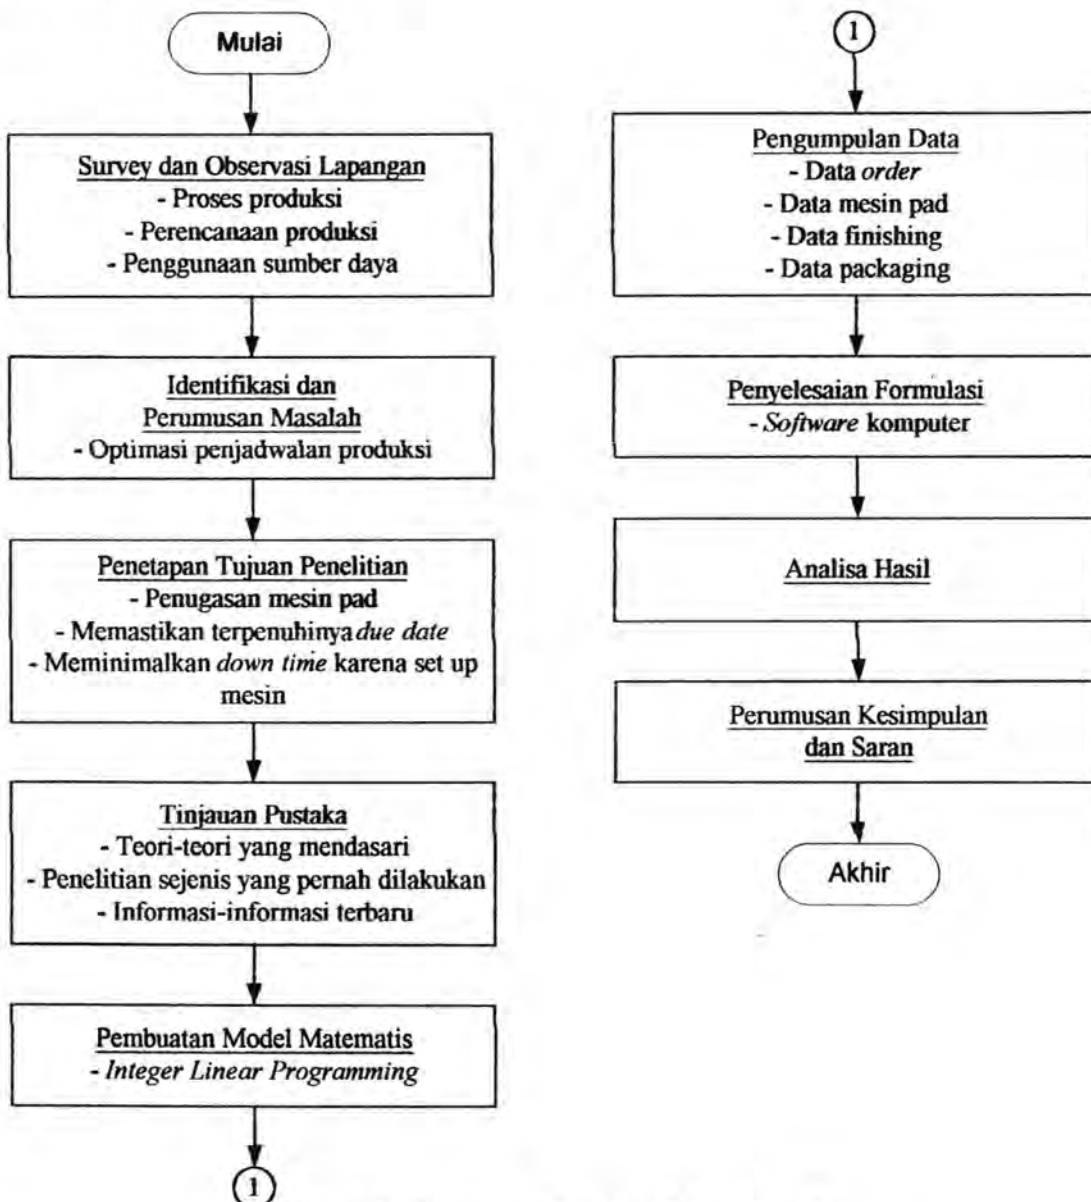 Mulai
Survey dan Observasi Lapangan
- Proses produksi
- Perencanaan produksi
- Penggunaan sumber daya
Identifikasi dan
Perumusan Masalah
- Optimasi penjadwalan produksi
Penetapan Tujuan Penelitian
- Penugasan mesin pad
- Memastikan terpenuhinya due date
- Meminimalkan down time karena set up
mesin
Tinjauan Pustaka
- Teori-teori yang mendasari
- Penelitian sejenis yang pernah dilakukan
- Informasi-informasi terbaru
Pembuatan Model Matematis
- Integer Linear Programming
1
1
Pengumpulan Data
- Data order
- Data mesin pad
- Data finishing
- Data packaging
Penyelesaian Formulasi
- Software komputer
Analisa Hasil
Perumusan Kesimpulan
dan Saran
Akhir